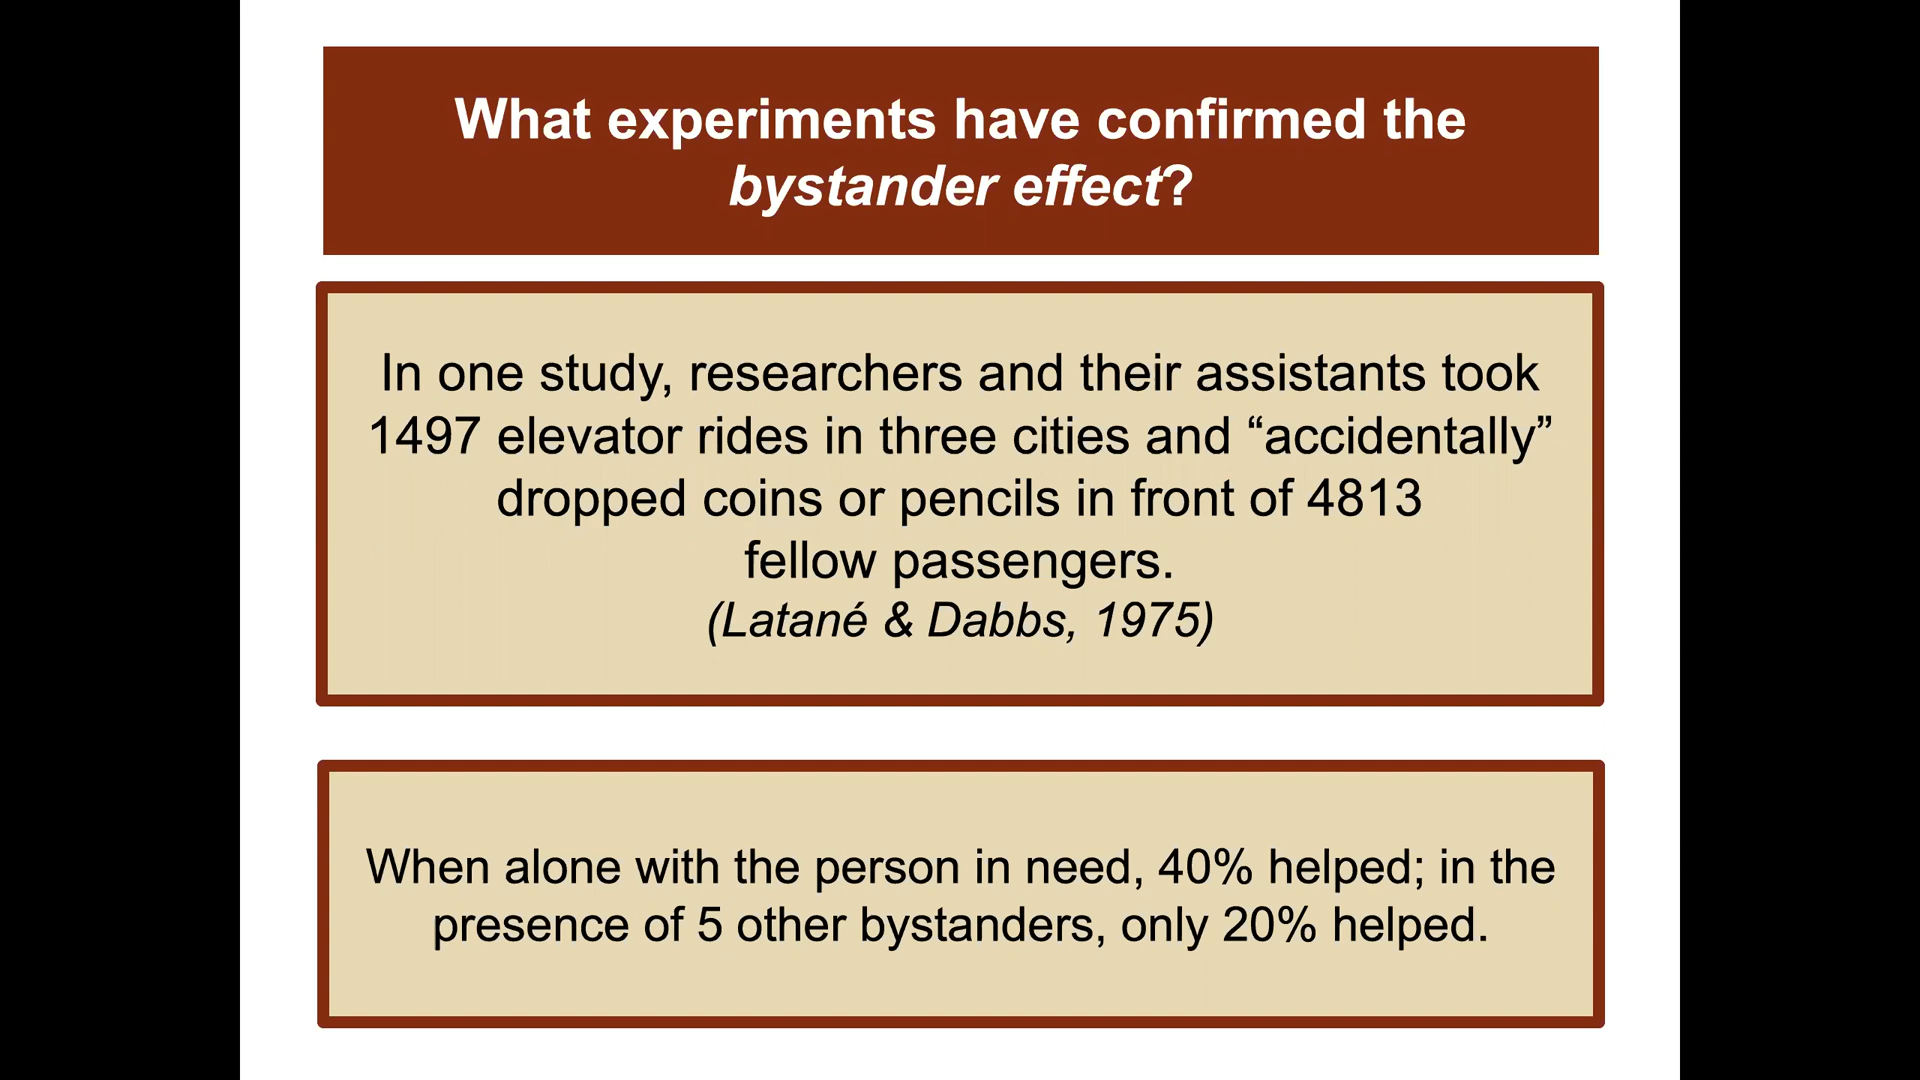 What experiments have confirmed the
bystander effect?
In one study, researchers and their assistants took
1497 elevator rides in three cities and “accidentally”
dropped coins or pencils in front of 4813
fellow passengers.
(Latané & Dabbs, 1975)
When alone with the person in need, 40% helped; in the
presence of 5 other bystanders, only 20% helped.